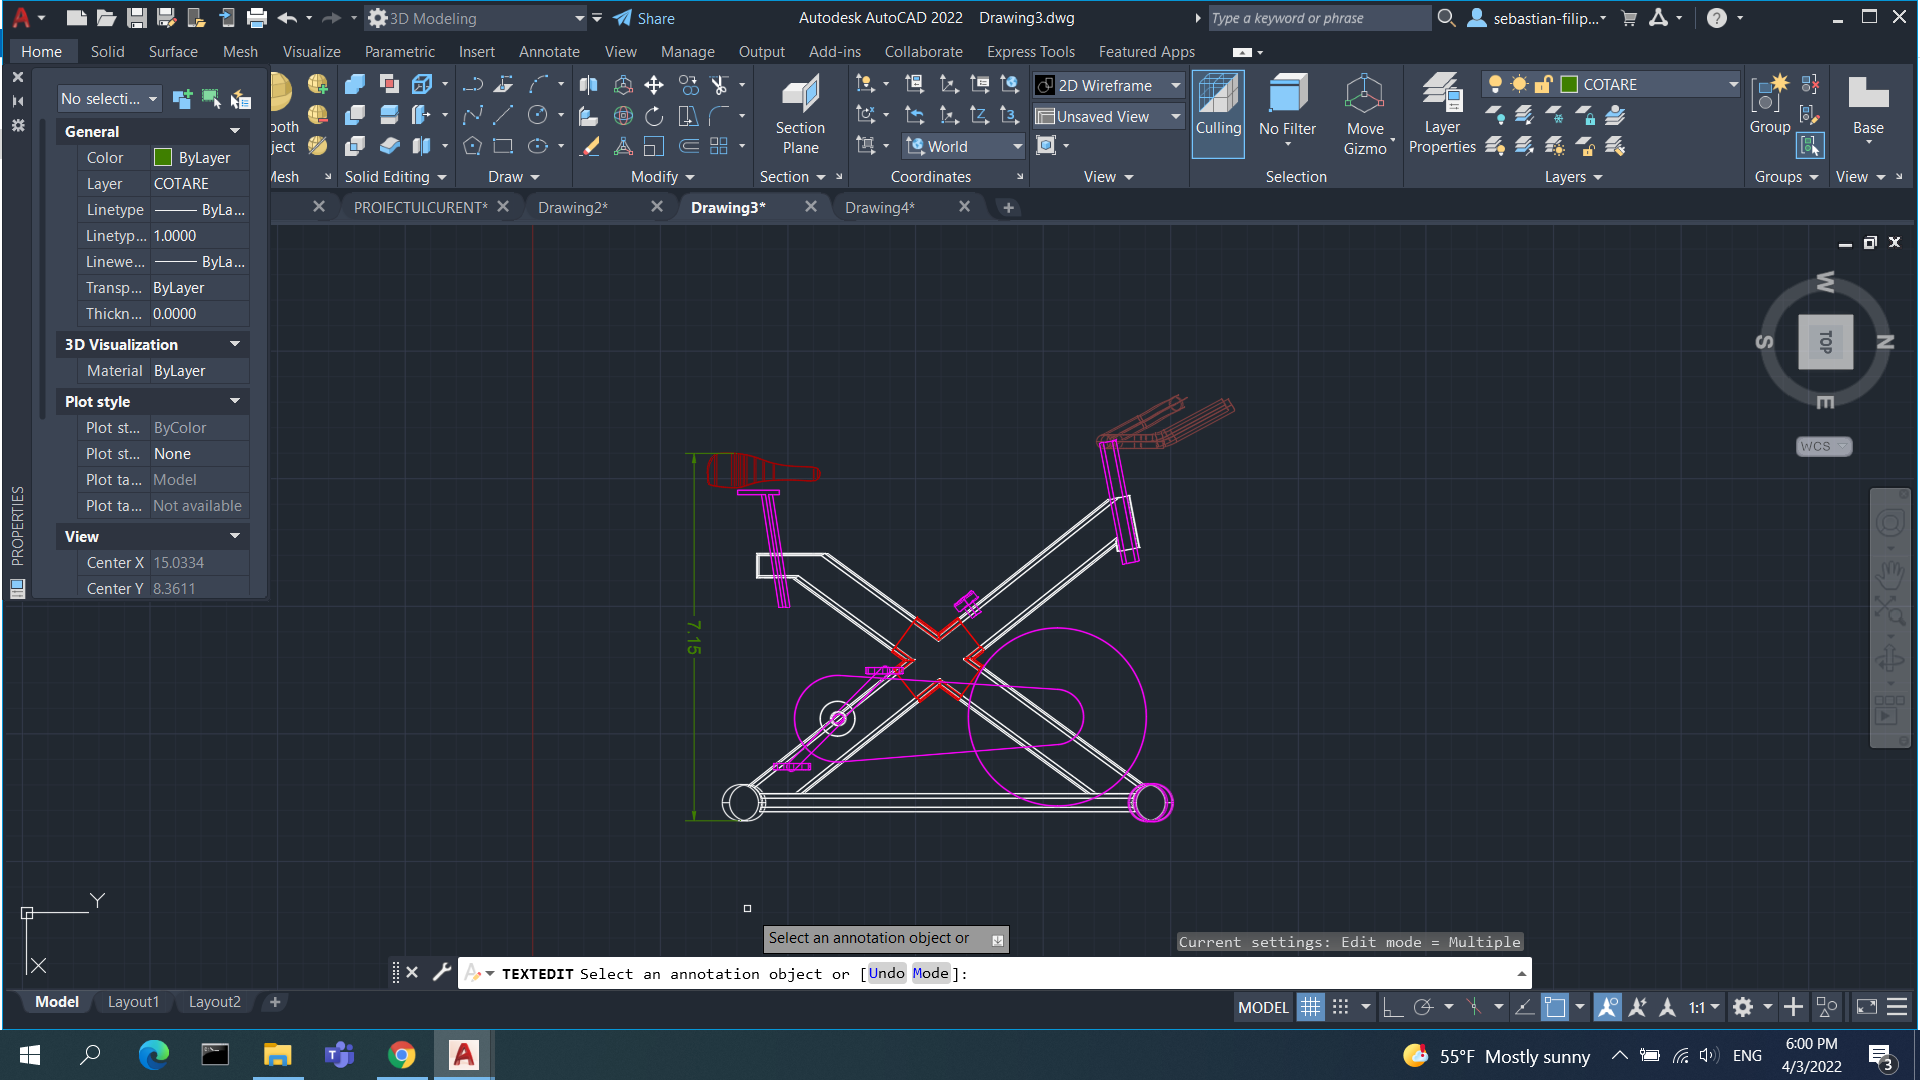 3D Modeling
Share
Autodesk AutoCAD 2022 Drawing3.dwg
Type a keyword or phrase
sebastian-filip...
Home Solid Surface Mesh Visualize Parametric Insert Annotate View Manage Output Add-ins Collaborate Express Tools Featured Apps
No selecti...
General
Color ByLayer
Layer COTARE
Linetype ByLa...
Linetyp... 1.0000
Linewe... ByLa...
Transp... ByLayer
Thickn... 0.0000
3D Visualization
Material ByLayer
Plot style
Plot st... ByColor
Plot st... None
Plot ta... Model
Plot ta... Not available
View
Center X 15.0334
Center Y 8.3611
PROPERTIES
ooth
ject
Mesh
Solid Editing
Draw
Modify
Section
Plane
Section
World
Coordinates
2D Wireframe
Unsaved View
View
Culling
No Filter
Move
Gizmo
Selection
Layer
Properties
COTARE
Layers
Group
Groups
Base
View
PROIECTULCURENT*
Drawing2*
Drawing3*
Drawing4*
W
S
TOP
N
E
WCS
7.15
Y
X
Select an annotation object or
Current settings: Edit mode = Multiple
TEXTEDIT Select an annotation object or [Undo Mode]:
Model Layout1 Layout2
MODEL
1:1
55°F Mostly sunny
ENG
6:00 PM
4/3/2022
3